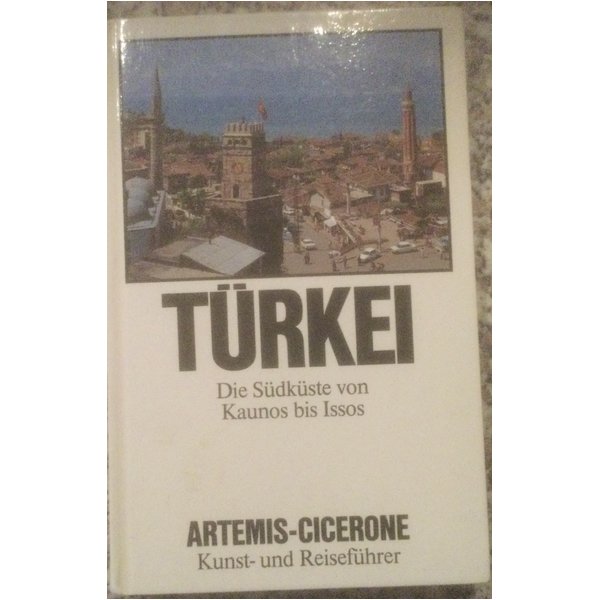 TÜRKEI
Die Südküste von
Kaunos bis Issos
ARTEMIS-CICERONE
Kunst- und Reiseführer